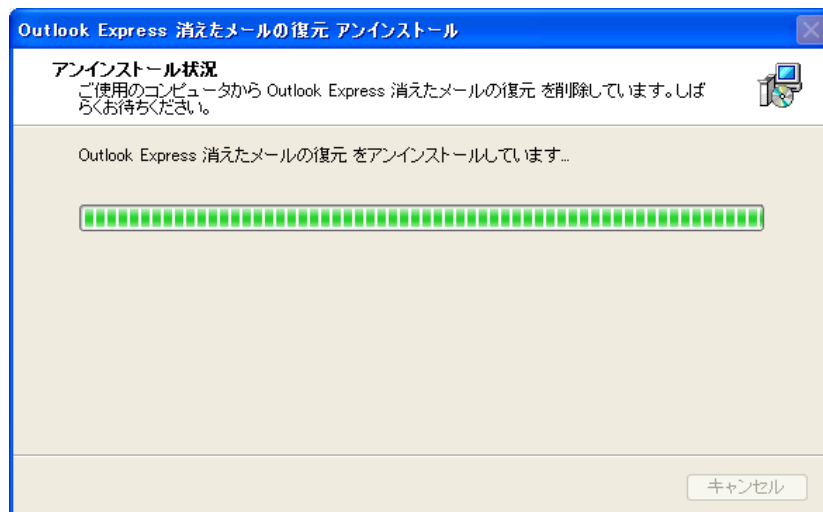 Outlook Express 消えたメールの復元 アンインストール
アンインストール状況
ご使用のコンピュータから Outlook Express 消えたメールの復元 を削除しています。しば
らくお待ちください。
Outlook Express 消えたメールの復元 をアンインストールしています...
キャンセル